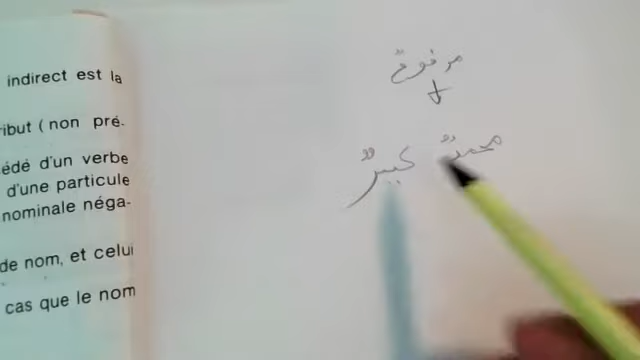 indirect est la
ribut (non pré-
édé d'un verbe
d'une particule
nominale néga-
de nom, et celui
cas que le nom
مرفوع
محمدٌ كبيرٌ